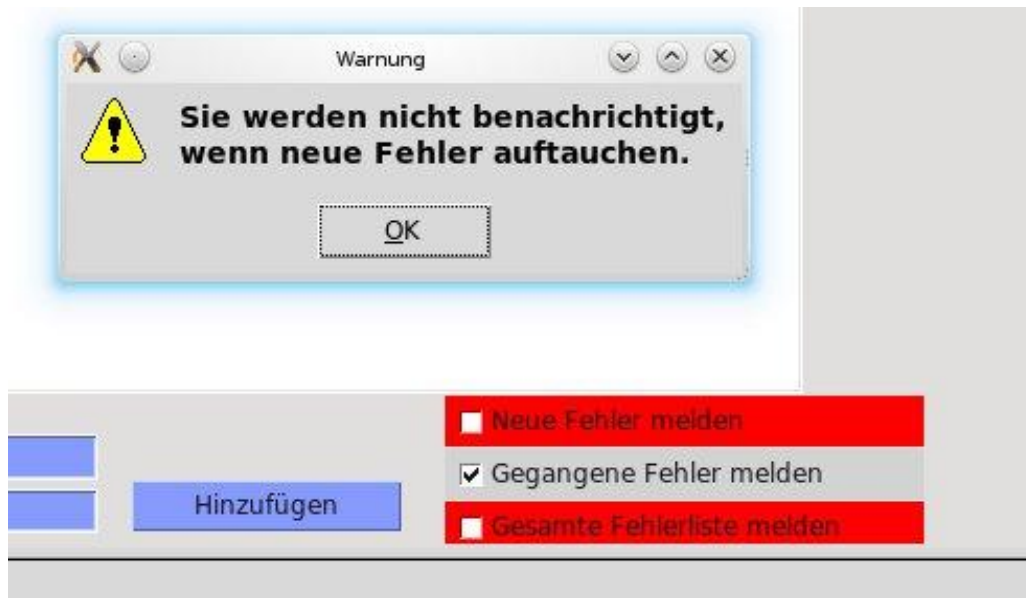 Warnung
Sie werden nicht benachrichtigt,
wenn neue Fehler auftauchen.
OK
Neue Fehler melden
Gegangene Fehler melden
Hinzufügen
Gesamte Fehlerliste melden